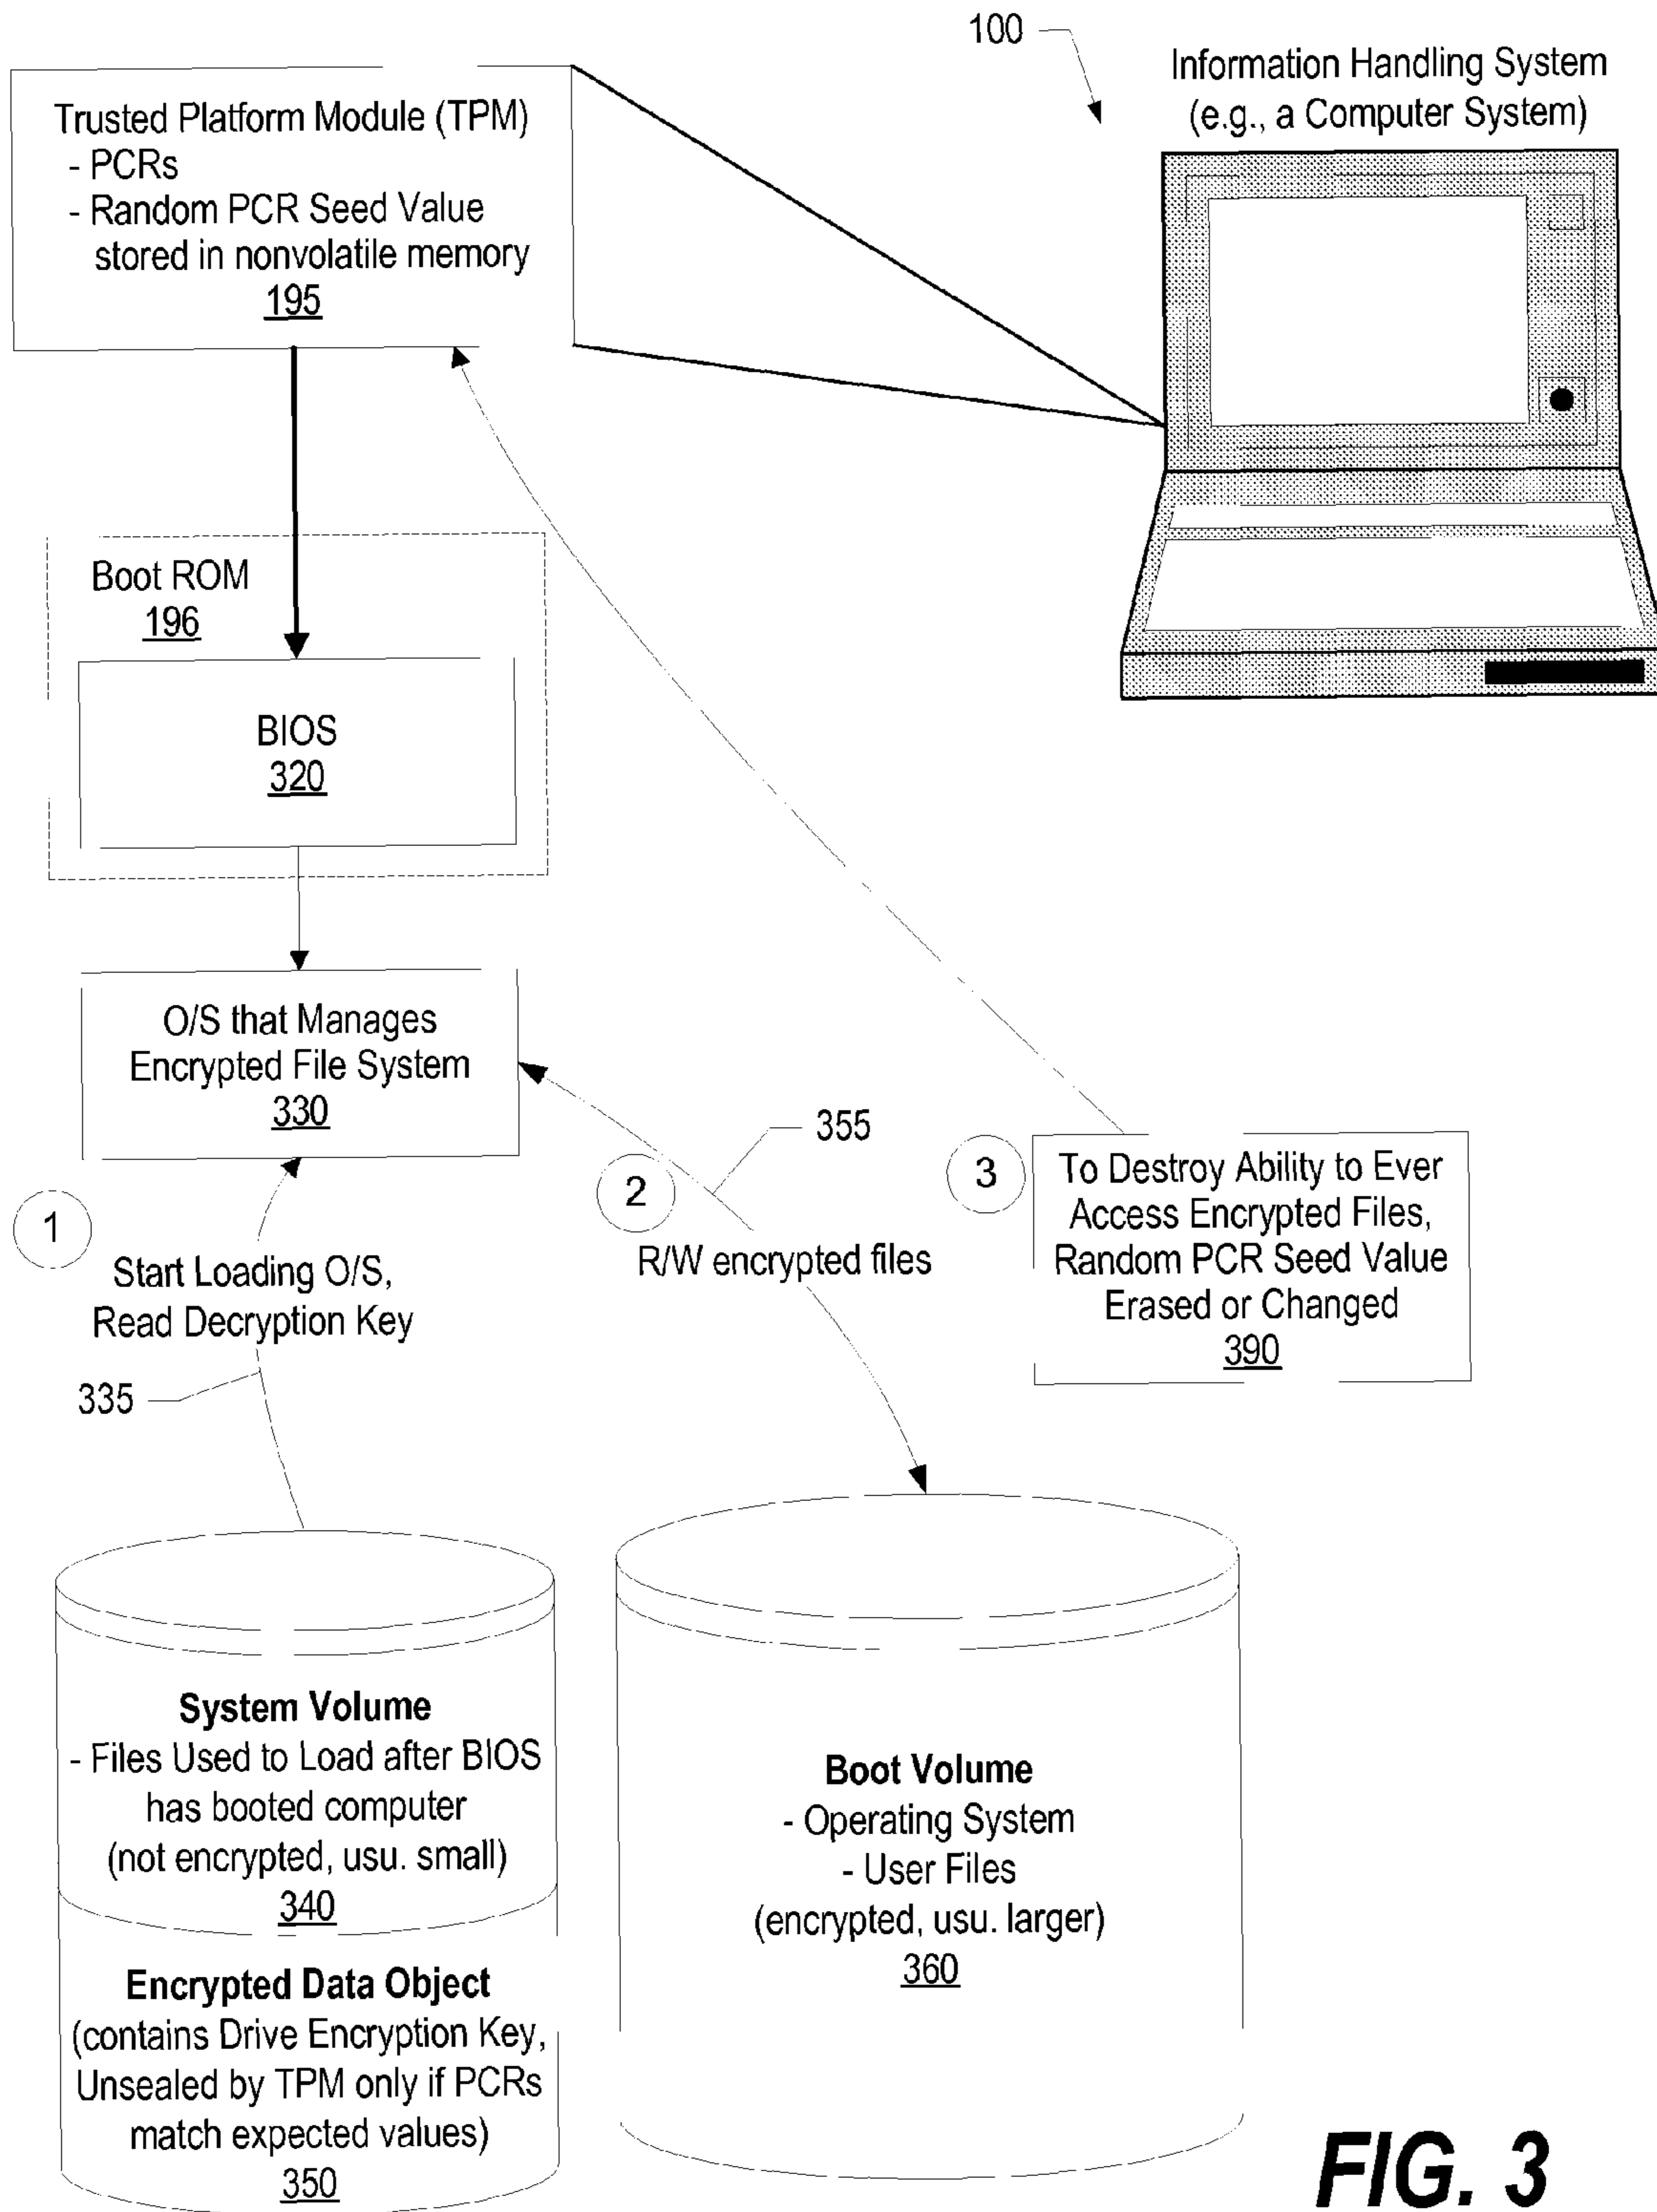 100
Information Handling System
(e.g., a Computer System)
Trusted Platform Module (TPM)
- PCRs
- Random PCR Seed Value
stored in nonvolatile memory
195
Boot ROM
196
BIOS
320
O/S that Manages
Encrypted File System
330
1
Start Loading O/S,
Read Decryption Key
335
2
355
R/W encrypted files
3
To Destroy Ability to Ever
Access Encrypted Files,
Random PCR Seed Value
Erased or Changed
390
System Volume
- Files Used to Load after BIOS
has booted computer
(not encrypted, usu. small)
340
Encrypted Data Object
(contains Drive Encryption Key,
Unsealed by TPM only if PCRs
match expected values)
350
Boot Volume
- Operating System
- User Files
(encrypted, usu. larger)
360
FIG. 3